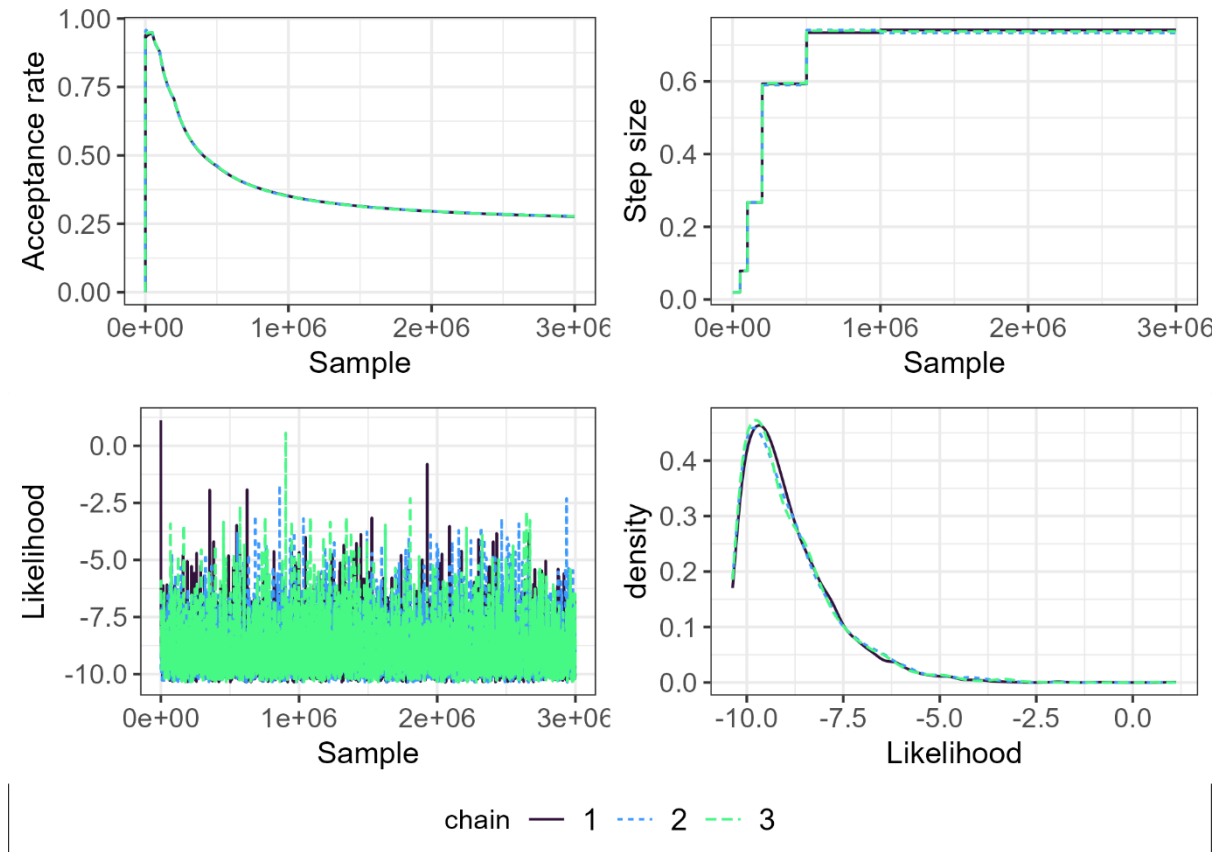 1.00
0.75
0.50
0.25
0.00
Acceptance rate
0e+00 1e+06 2e+06 3e+06
Sample
0.6
0.4
0.2
0.0
Step size
0e+00 1e+06 2e+06 3e+06
Sample
0.0
-2.5
-5.0
-7.5
-10.0
Likelihood
0e+00 1e+06 2e+06 3e+06
Sample
0.4
0.3
0.2
0.1
0.0
density
-10.0 -7.5 -5.0 -2.5 0.0
Likelihood
chain 1 2 3